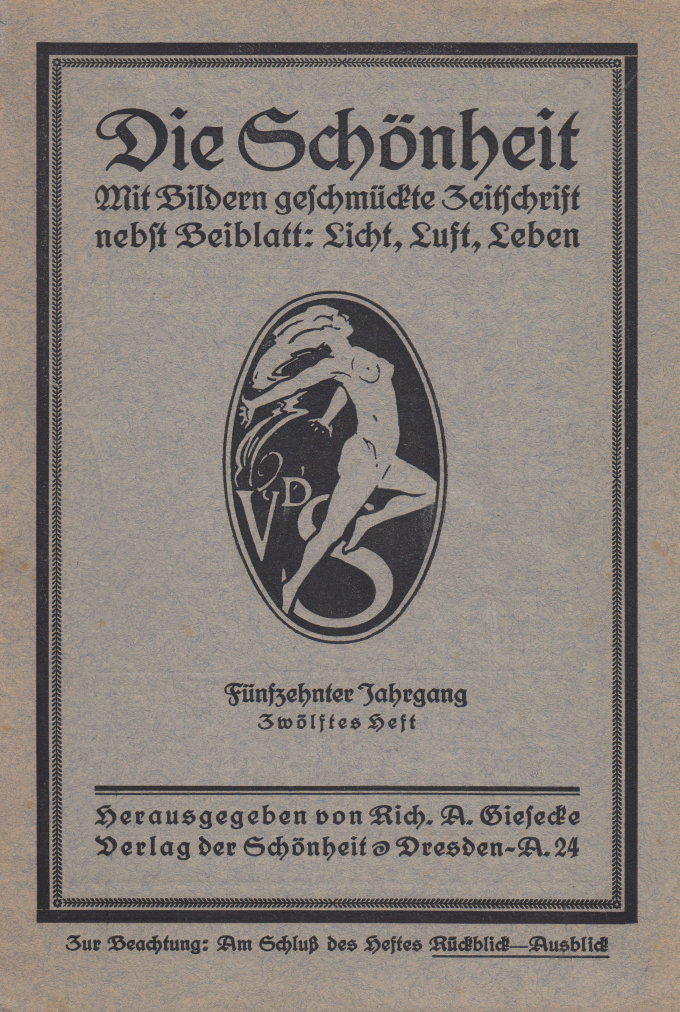 Die Schönheit
Mit Bildern geschmückte Zeitschrift
nebst Beiblatt: Licht, Luft, Leben
V D S
Fünfzehnter Jahrgang
Zwölftes Heft
Herausgegeben von Rich. A. Giesecke
Verlag der Schönheit Dresden-A. 24
Zur Beachtung: Am Schluß des Heftes Rückblick—Ausblick